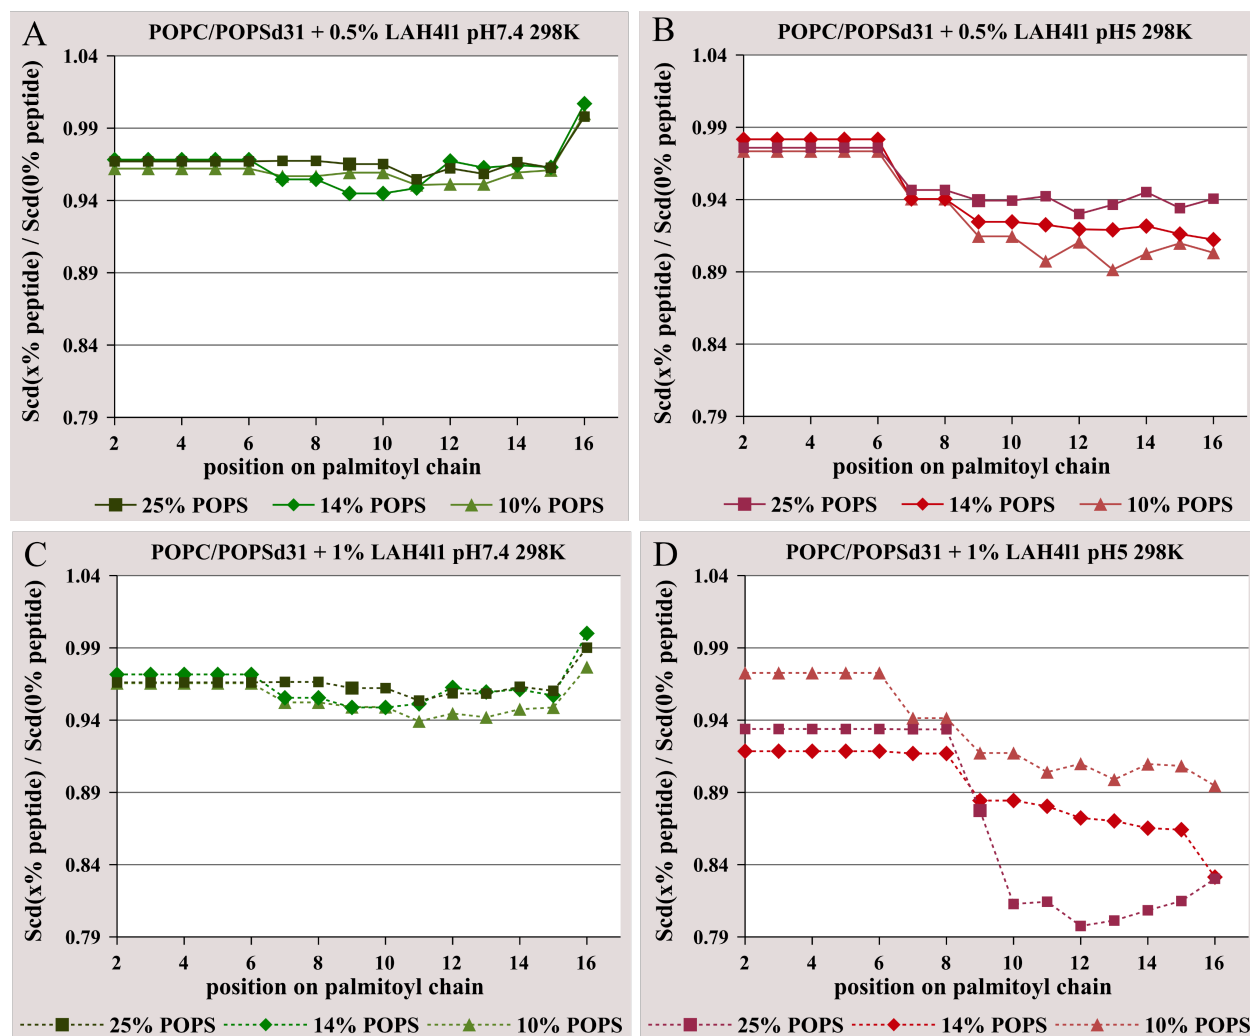 A
POPC/POPSd31 + 0.5% LAH4l1 pH7.4 298K
Scd(x% peptide) / Scd(0% peptide)
1.04
0.99
0.94
0.89
0.84
0.79
2 4 6 8 10 12 14 16
position on palmitoyl chain
25% POPS 14% POPS 10% POPS
B
POPC/POPSd31 + 0.5% LAH4l1 pH5 298K
Scd(x% peptide) / Scd(0% peptide)
1.04
0.99
0.94
0.89
0.84
0.79
2 4 6 8 10 12 14 16
position on palmitoyl chain
25% POPS 14% POPS 10% POPS
C
POPC/POPSd31 + 1% LAH4l1 pH7.4 298K
Scd(x% peptide) / Scd(0% peptide)
1.04
0.99
0.94
0.89
0.84
0.79
2 4 6 8 10 12 14 16
position on palmitoyl chain
25% POPS 14% POPS 10% POPS
D
POPC/POPSd31 + 1% LAH4l1 pH5 298K
Scd(x% peptide) / Scd(0% peptide)
1.04
0.99
0.94
0.89
0.84
0.79
2 4 6 8 10 12 14 16
position on palmitoyl chain
25% POPS 14% POPS 10% POPS